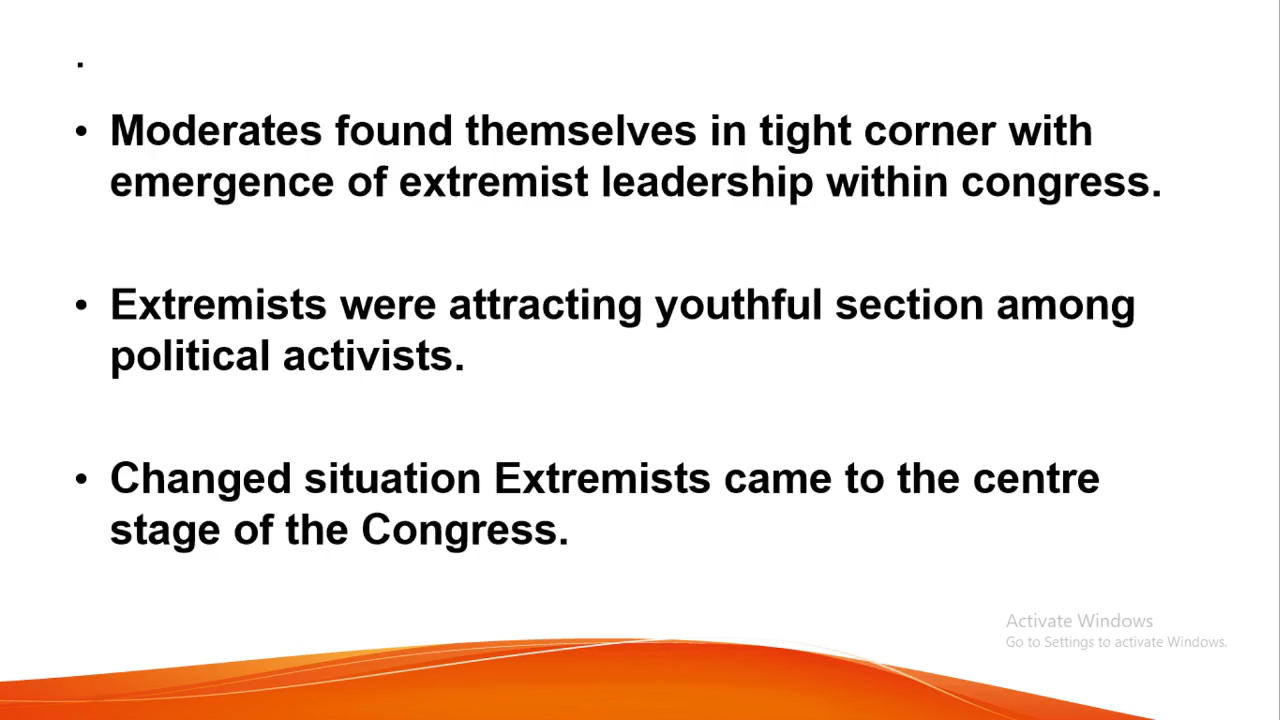 .
• Moderates found themselves in tight corner with
emergence of extremist leadership within congress.
• Extremists were attracting youthful section among
political activists.
• Changed situation Extremists came to the centre
stage of the Congress.
Activate Windows
Go to Settings to activate Windows.